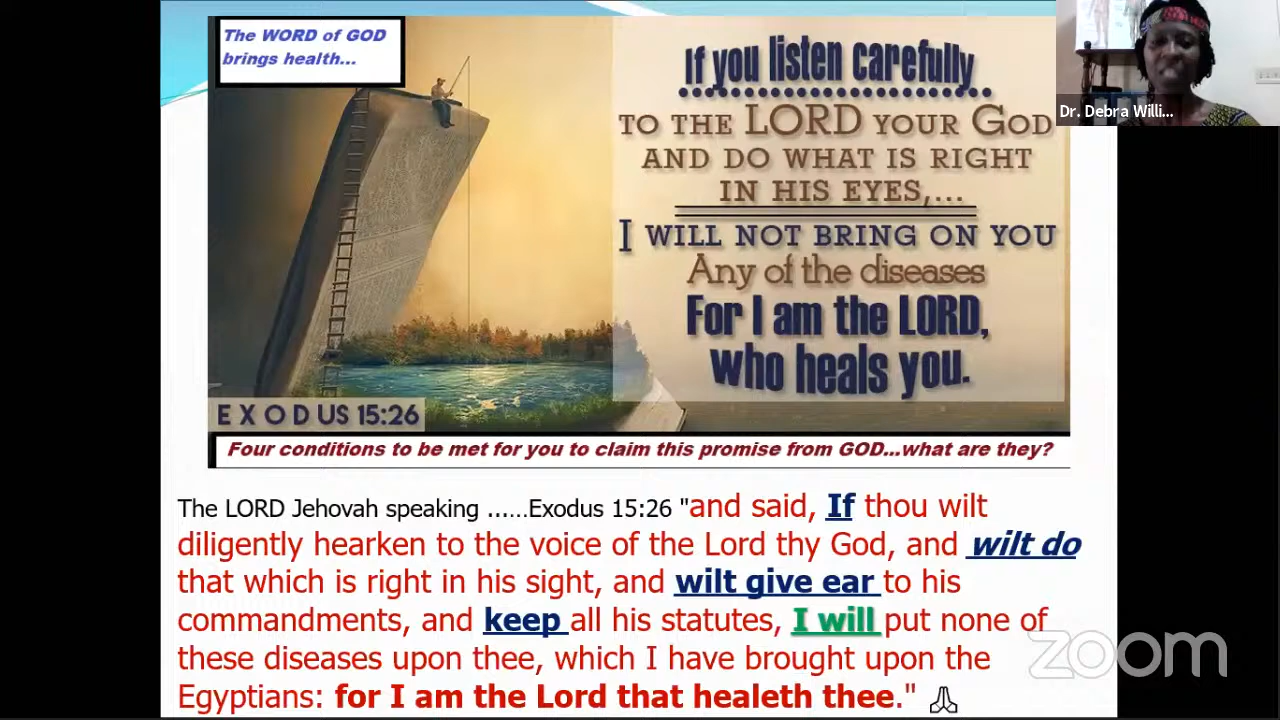 The WORD of GOD
brings health...
If you listen carefully
TO THE LORD YOUR GOD
AND DO WHAT IS RIGHT
IN HIS EYES,...
I WILL NOT BRING ON YOU
Any of the diseases
For I am the LORD,
who heals you.
EXODUS 15:26
Four conditions to be met for you to claim this promise from GOD...what are they?
Dr. Debra Willi...
The LORD Jehovah speaking ...…Exodus 15:26 "and said, If thou wilt
diligently hearken to the voice of the Lord thy God, and wilt do
that which is right in his sight, and wilt give ear to his
commandments, and keep all his statutes, I will put none of
these diseases upon thee, which I have brought upon the
Egyptians: for I am the Lord that healeth thee."
zoom